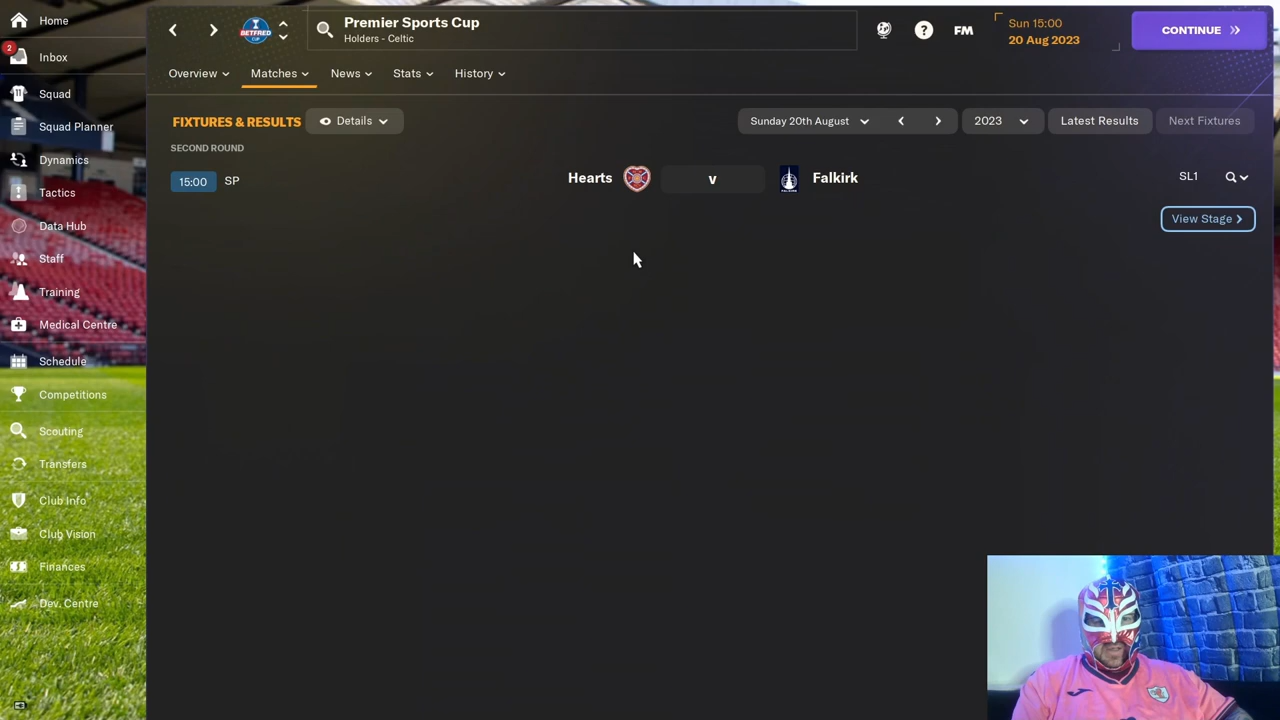 Home
2
Inbox
Squad
Squad Planner
Dynamics
Tactics
Data Hub
Staff
Training
Medical Centre
Schedule
Competitions
Scouting
Transfers
Club Info
Club Vision
Finances
Dev. Centre
BETFRED
CUP
Premier Sports Cup
Holders - Celtic
?
FM
Sun 15:00
20 Aug 2023
CONTINUE
Overview
Matches
News
Stats
History
FIXTURES & RESULTS
Details
Sunday 20th August
2023
Latest Results
Next Fixtures
SECOND ROUND
15:00 SP Hearts v Falkirk SL1
View Stage